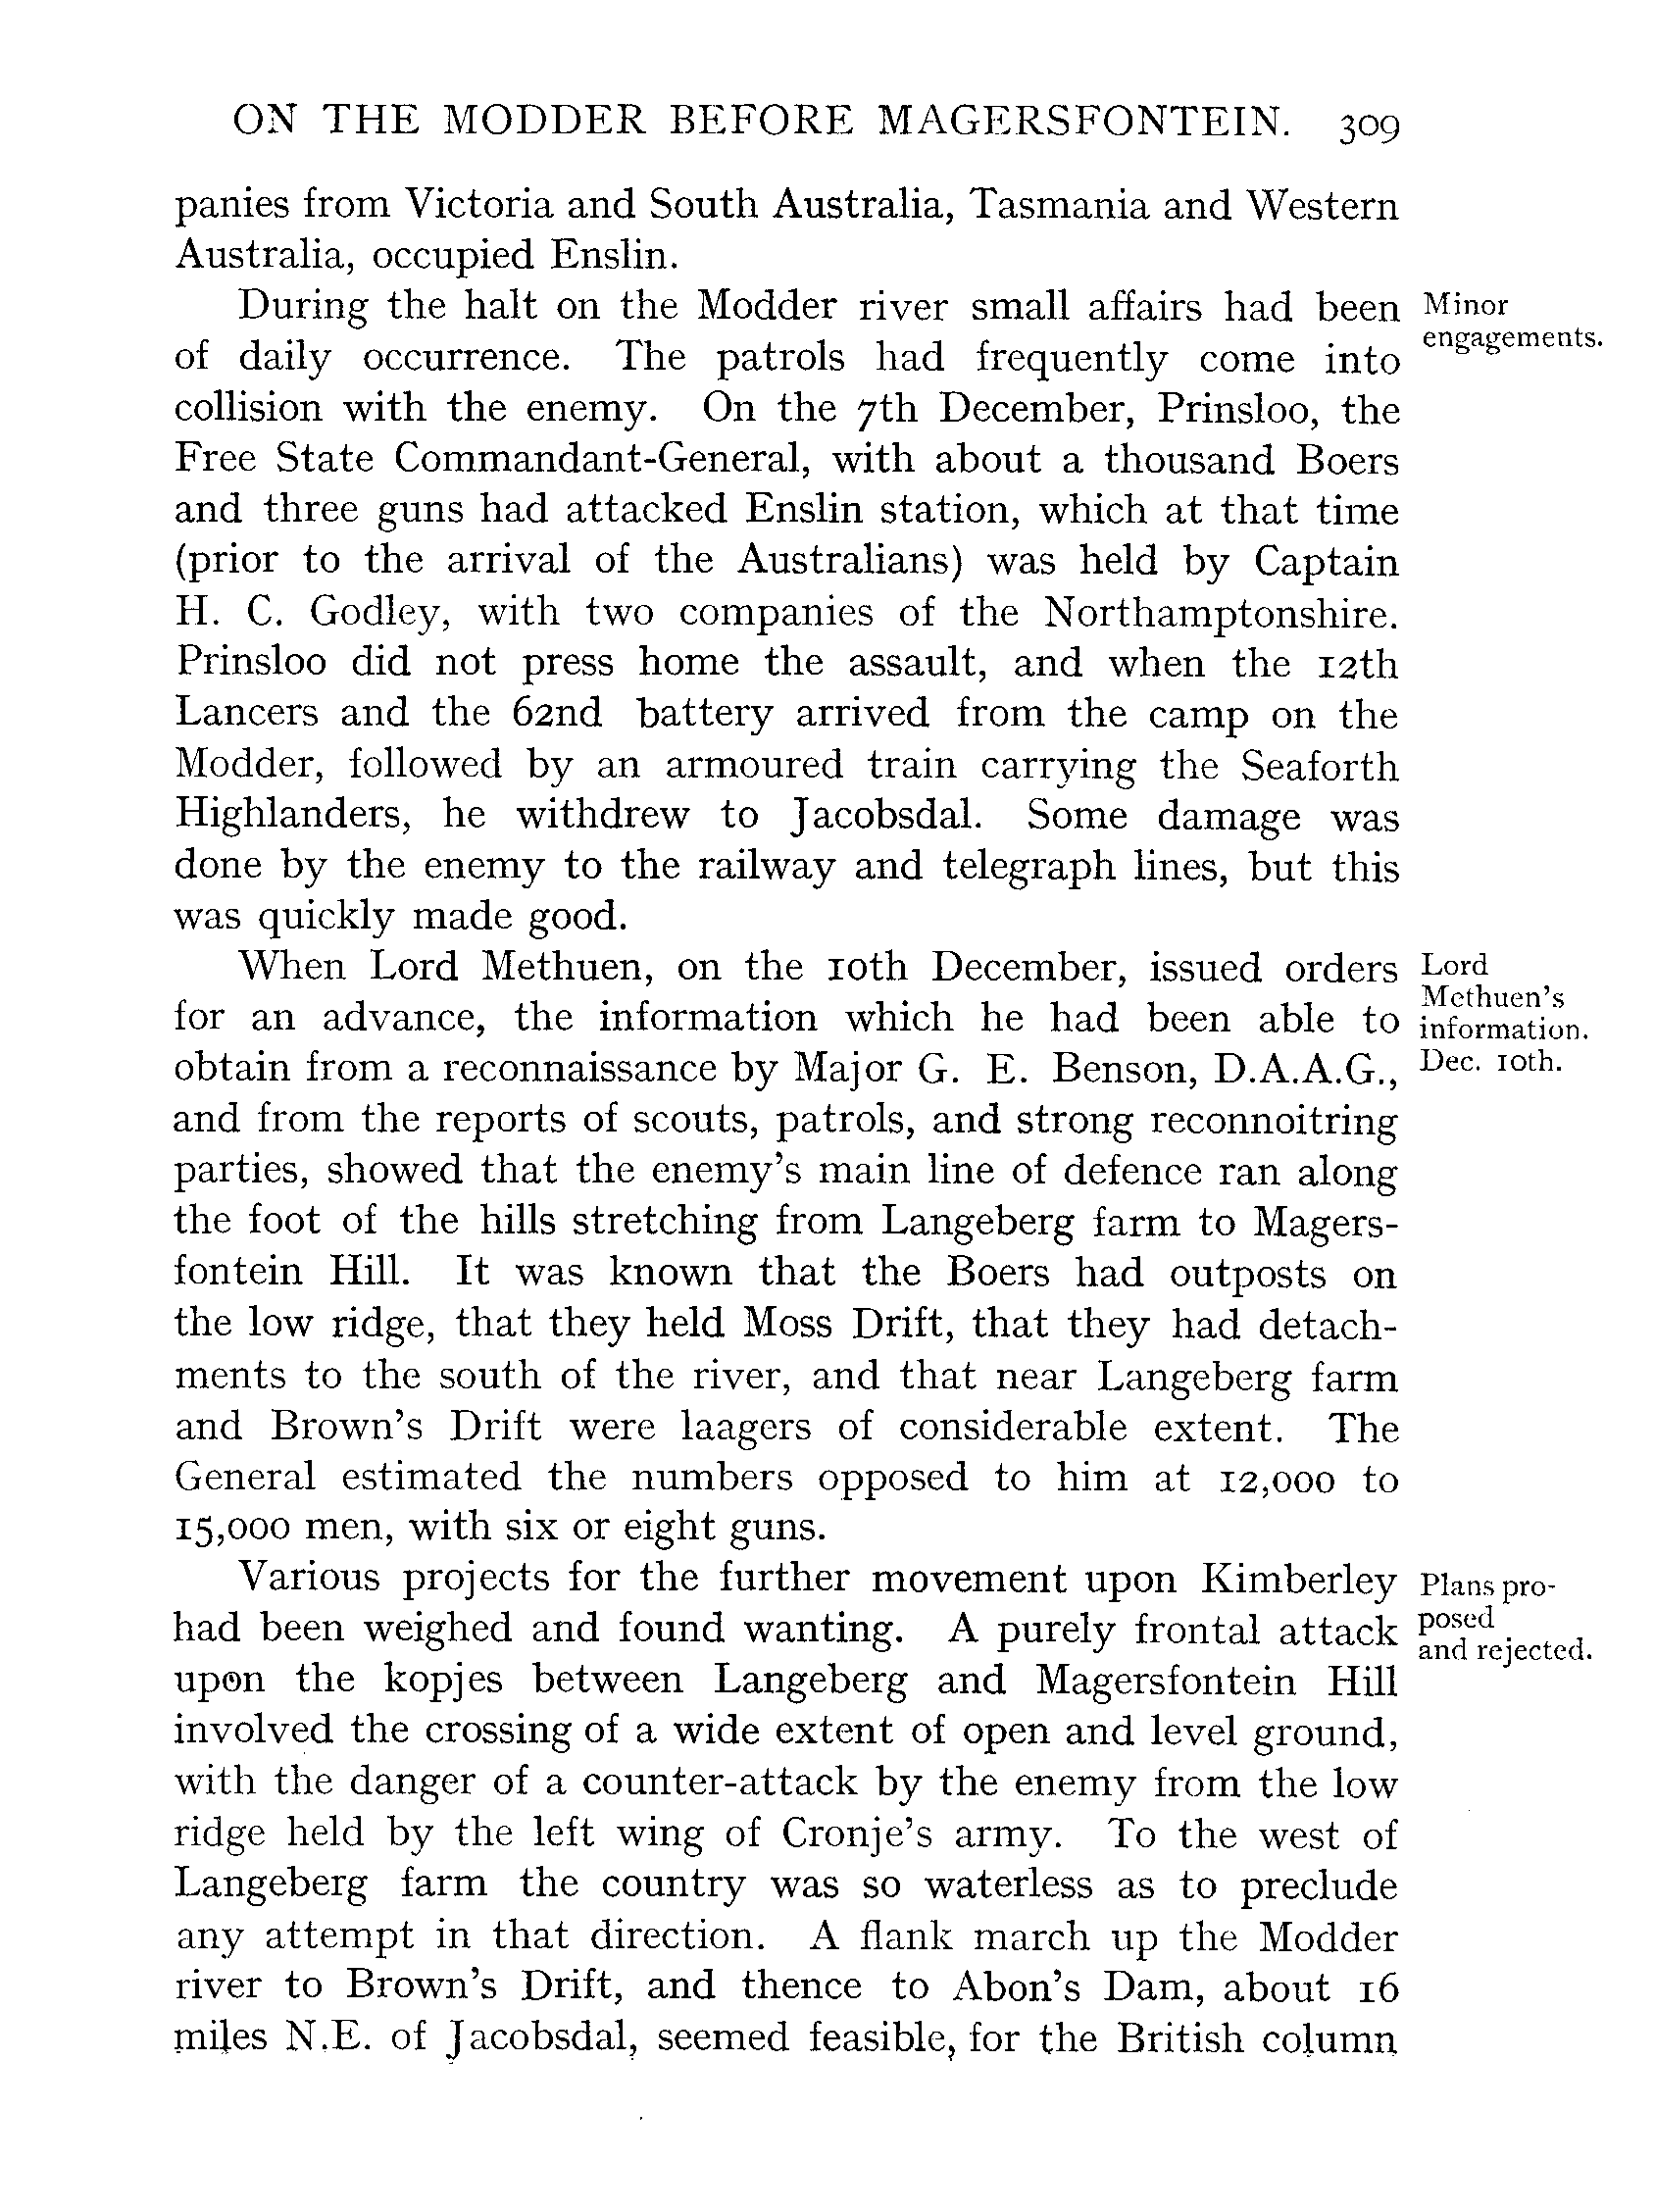 ON THE MODDER BEFORE MAGERSFONTEIN. 309
panies from Victoria and South Australia, Tasmania and Western
Australia, occupied Enslin.
During the halt on the Modder river small affairs had been
Minor
engagements.
of daily occurrence. The patrols had frequently come into
collision with the enemy. On the 7th December, Prinsloo, the
Free State Commandant-General, with about a thousand Boers
and three guns had attacked Enslin station, which at that time
(prior to the arrival of the Australians) was held by Captain
H. C. Godley, with two companies of the Northamptonshire.
Prinsloo did not press home the assault, and when the 12th
Lancers and the 62nd battery arrived from the camp on the
Modder, followed by an armoured train carrying the Seaforth
Highlanders, he withdrew to Jacobsdal. Some damage was
done by the enemy to the railway and telegraph lines, but this
was quickly made good.
When Lord Methuen, on the 10th December, issued orders
Lord
Methuen's
information.
Dec. 10th.
for an advance, the information which he had been able to
obtain from a reconnaissance by Major G. E. Benson, D.A.A.G.,
and from the reports of scouts, patrols, and strong reconnoitring
parties, showed that the enemy's main line of defence ran along
the foot of the hills stretching from Langeberg farm to Magers-
fontein Hill. It was known that the Boers had outposts on
the low ridge, that they held Moss Drift, that they had detach-
ments to the south of the river, and that near Langeberg farm
and Brown's Drift were laagers of considerable extent. The
General estimated the numbers opposed to him at 12,000 to
15,000 men, with six or eight guns.
Various projects for the further movement upon Kimberley
Plans pro-
posed
and rejected.
had been weighed and found wanting. A purely frontal attack
upon the kopjes between Langeberg and Magersfontein Hill
involved the crossing of a wide extent of open and level ground,
with the danger of a counter-attack by the enemy from the low
ridge held by the left wing of Cronje's army. To the west of
Langeberg farm the country was so waterless as to preclude
any attempt in that direction. A flank march up the Modder
river to Brown's Drift, and thence to Abon's Dam, about 16
miles N.E. of Jacobsdal, seemed feasible, for the British column